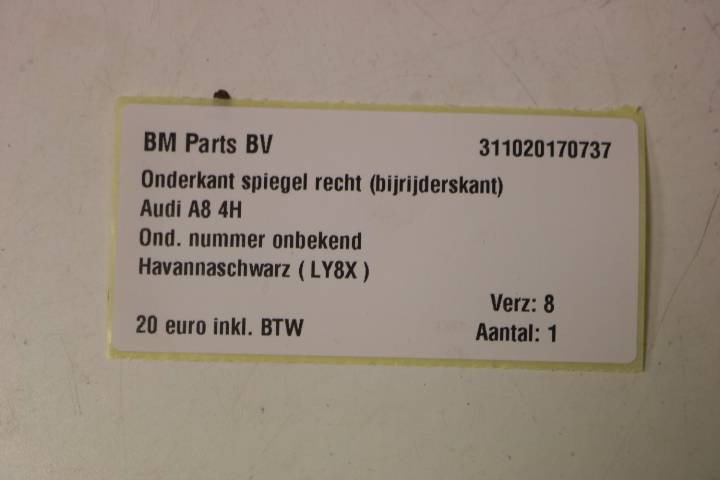 BM Parts BV 311020170737
Onderkant spiegel recht (bijrijderskant)
Audi A8 4H
Ond. nummer onbekend
Havannaschwarz ( LY8X )
Verz: 8
20 euro inkl. BTW Aantal: 1